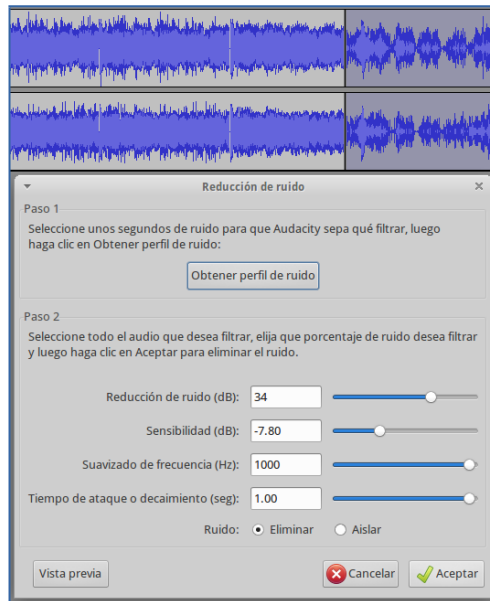 Reducción de ruido
Paso 1
Seleccione unos segundos de ruido para que Audacity sepa qué filtrar, luego
haga clic en Obtener perfil de ruido:
Obtener perfil de ruido
Paso 2
Seleccione todo el audio que desea filtrar, elija que porcentaje de ruido desea filtrar
y luego haga clic en Aceptar para eliminar el ruido.
Reducción de ruido (dB): 34
Sensibilidad (dB): -7.80
Suavizado de frecuencia (Hz): 1000
Tiempo de ataque o decaimiento (seg): 1.00
Ruido: Eliminar Aislar
Vista previa Cancelar Aceptar